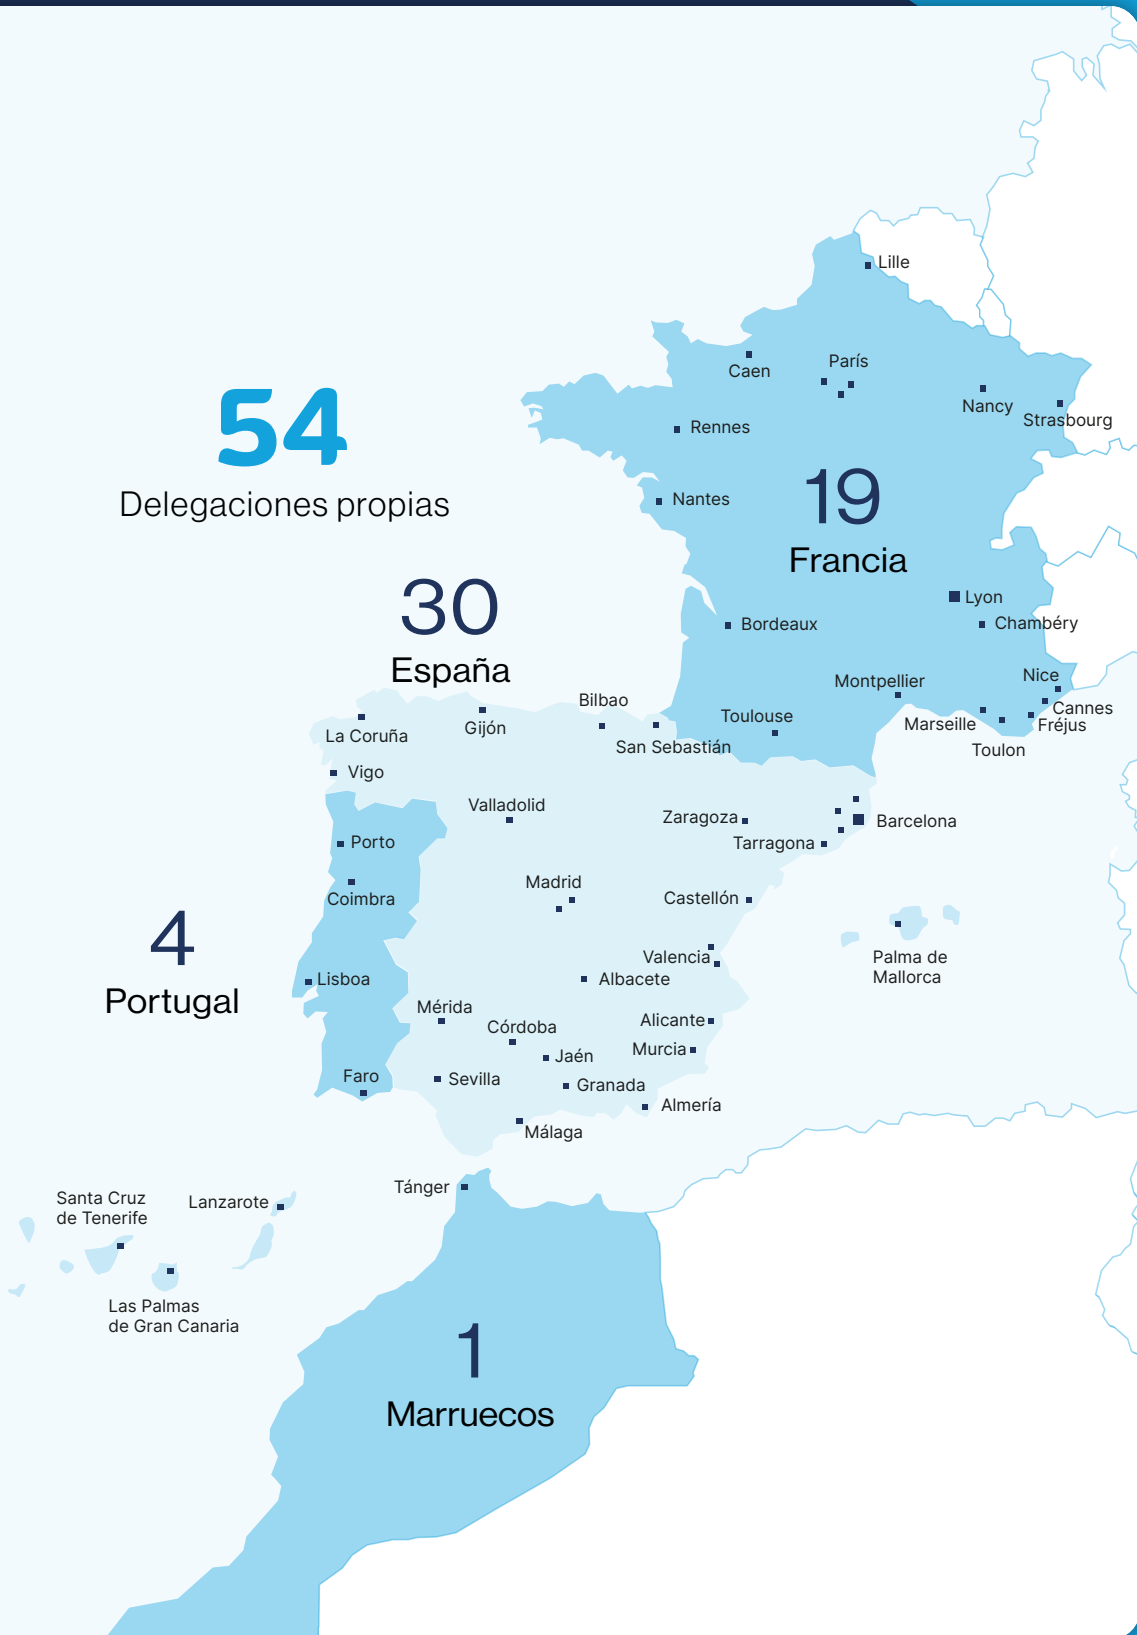 Lille
París
Caen
Nancy
Strasbourg
54
Delegaciones propias
Rennes
Nantes
19
Francia
30
España
Lyon
Chambéry
Bordeaux
Montpellier
Nice
Cannes
Fréjus
Marseille
Toulon
Toulouse
Bilbao
San Sebastián
Gijón
La Coruña
Vigo
Valladolid
Zaragoza
Barcelona
Tarragona
Porto
Coimbra
Madrid
Castellón
4
Portugal
Valencia
Palma de
Mallorca
Lisboa
Albacete
Mérida
Córdoba
Alicante
Jaén
Murcia
Faro
Sevilla
Granada
Almería
Málaga
Tánger
Santa Cruz
de Tenerife
Lanzarote
Las Palmas
de Gran Canaria
1
Marruecos